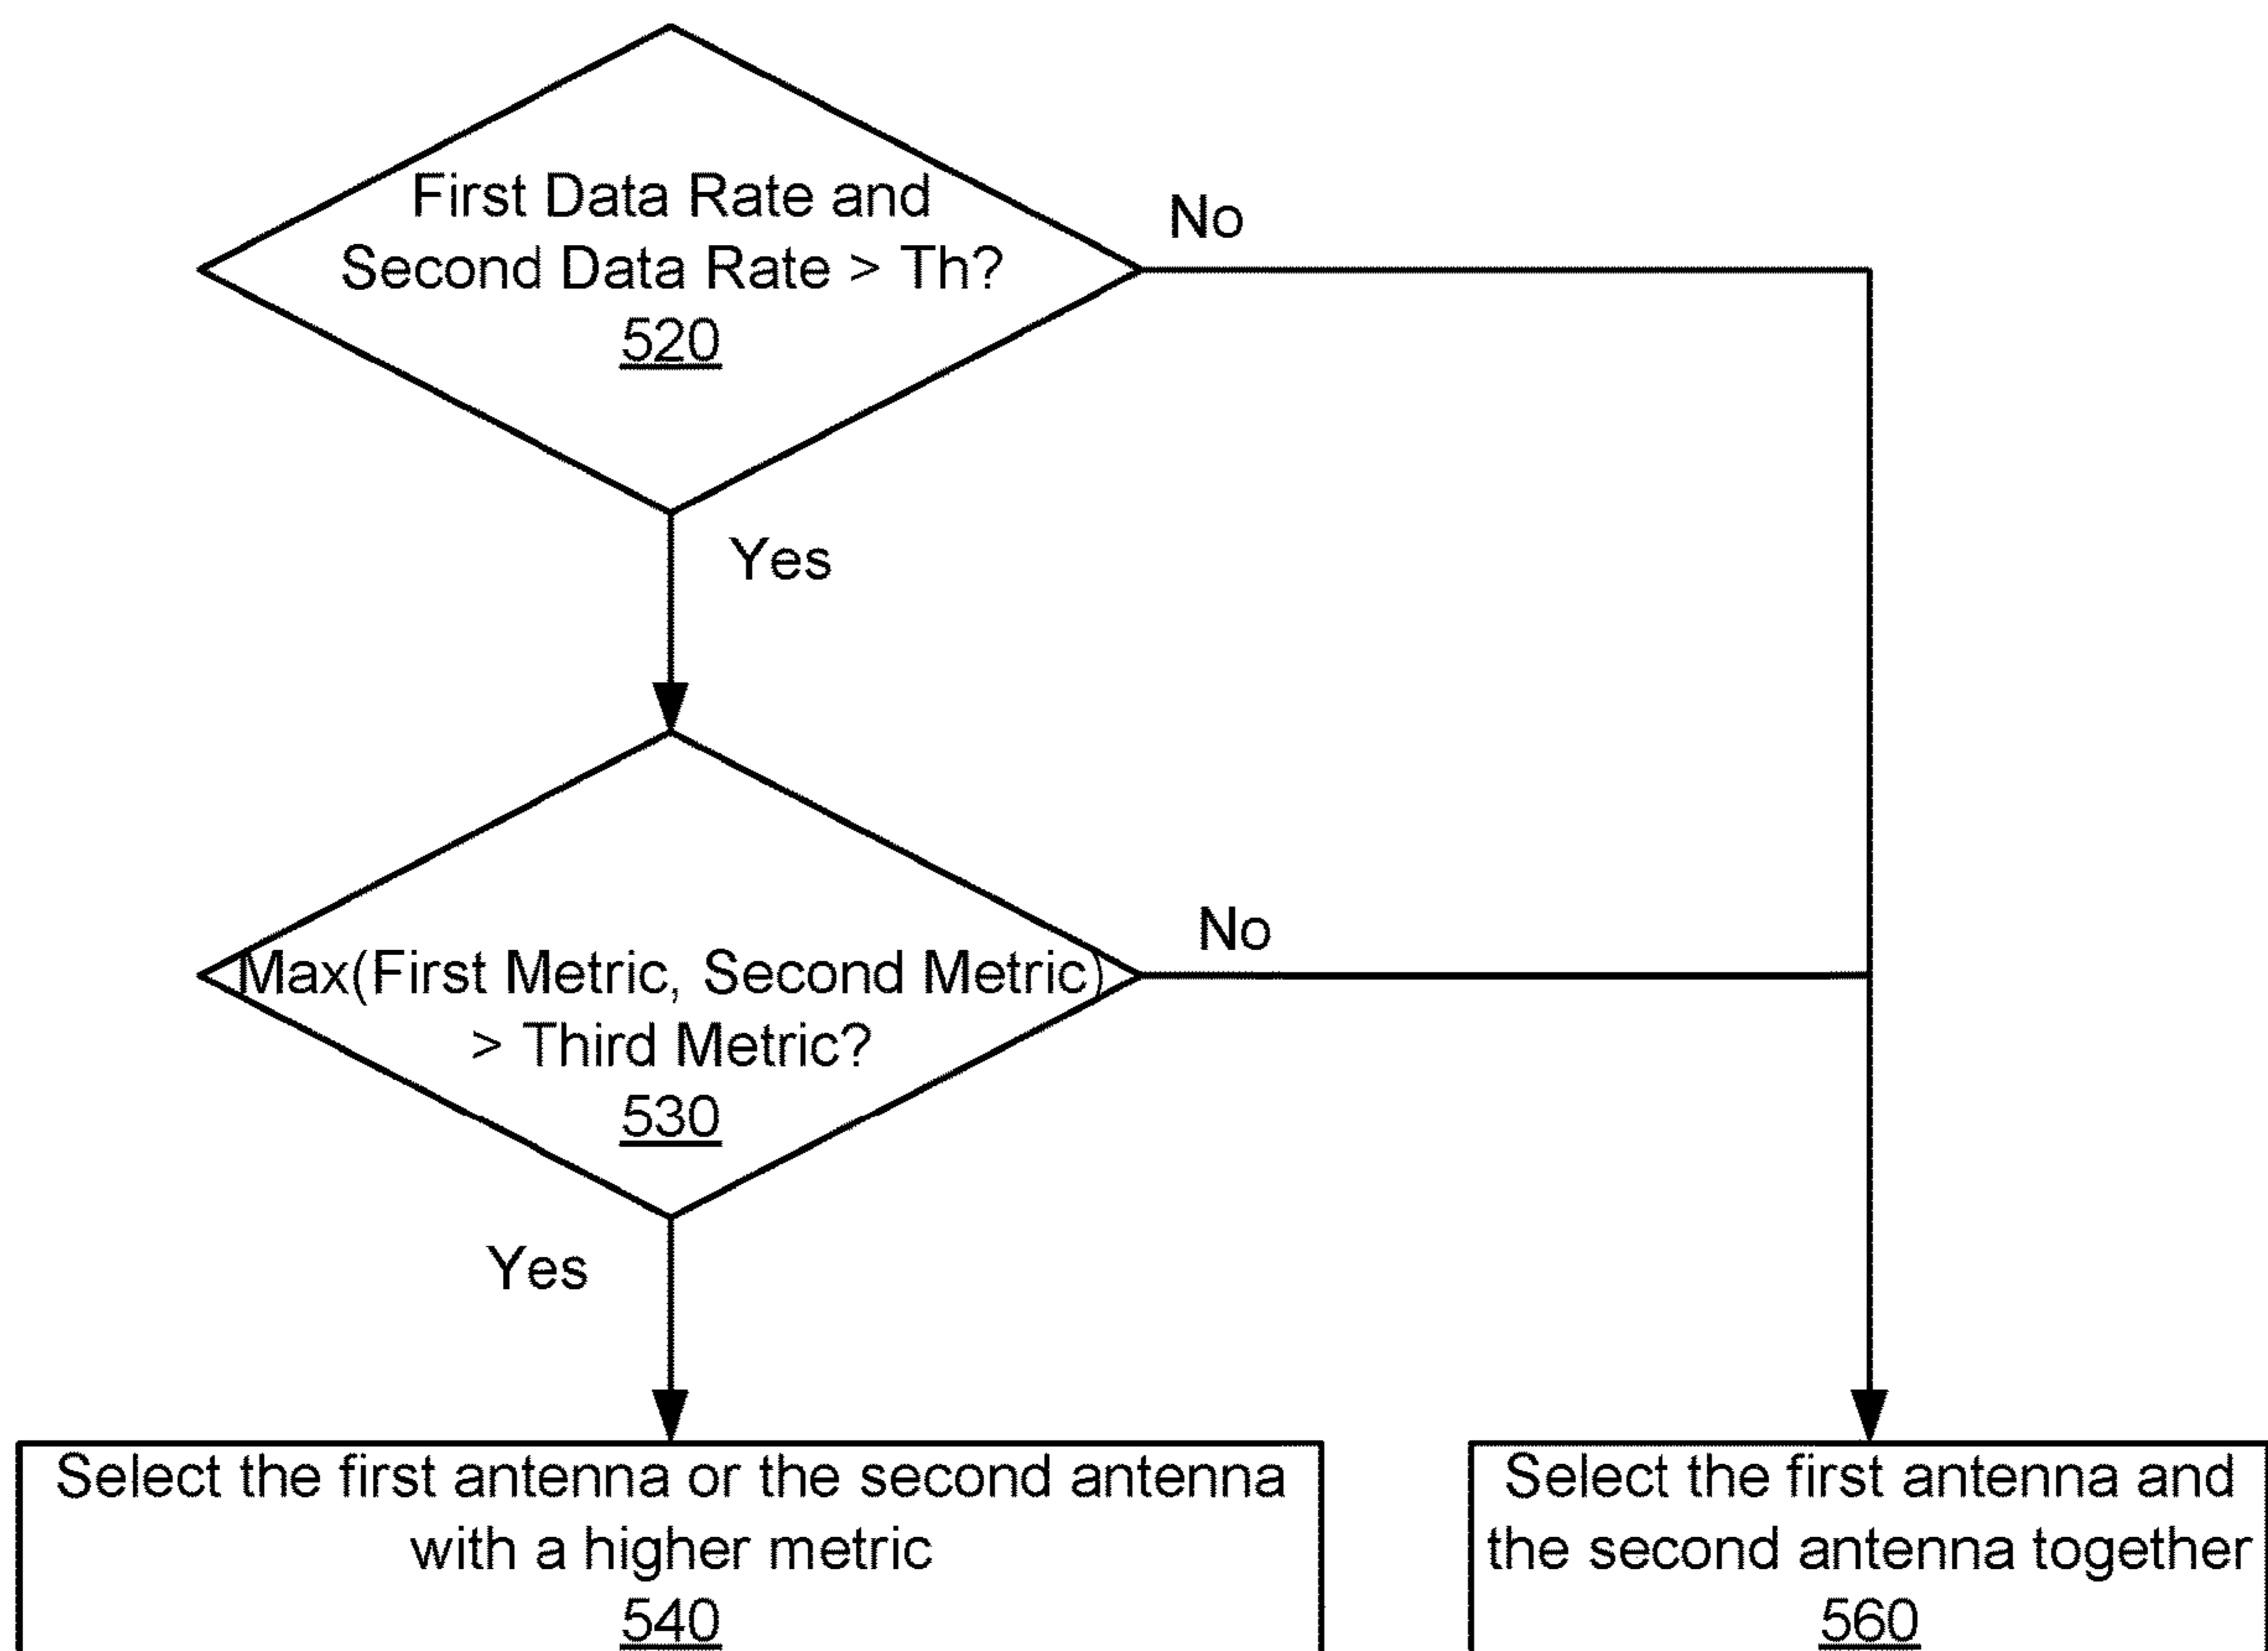 First Data Rate and
Second Data Rate > Th?
520
No
Yes
Max(First Metric, Second Metric)
> Third Metric?
530
No
Yes
Select the first antenna or the second antenna
with a higher metric
540
Select the first antenna and
the second antenna together
560